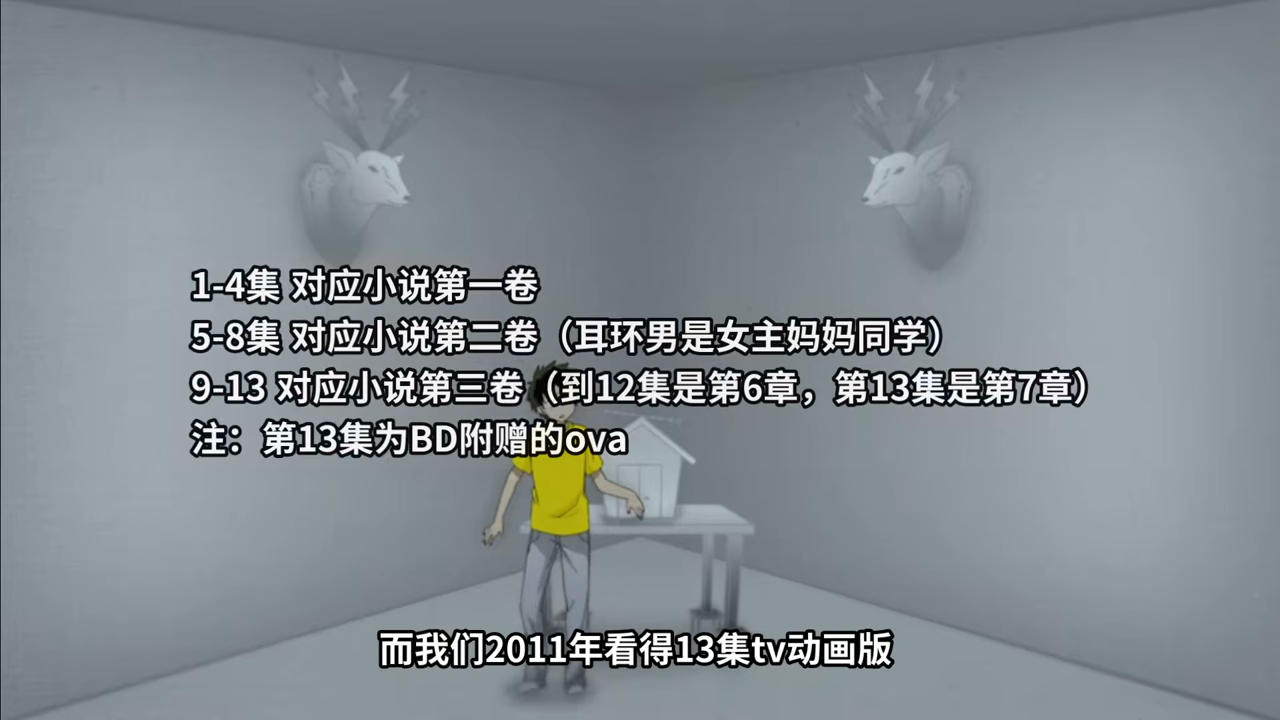 1-4集 对应小说第一卷
5-8集 对应小说第二卷（耳环男是女主妈妈同学）
9-13 对应小说第三卷（到12集是第6章，第13集是第7章）
注：第13集为BD附赠的ova
而我们2011年看得13集tv动画版